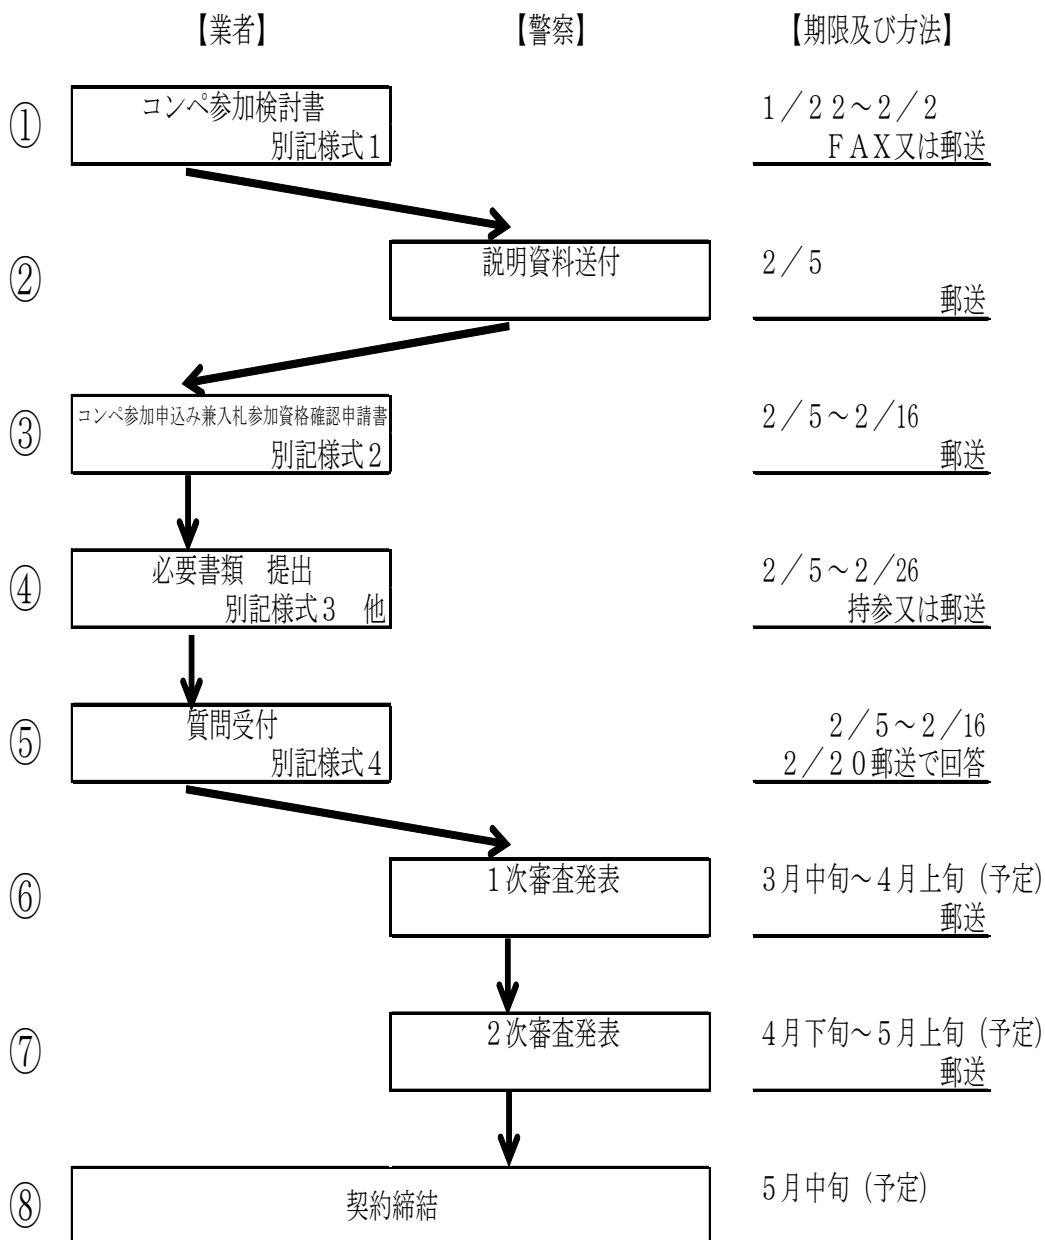 【業者】 【警察】 【期限及び方法】
① コンペ参加検討書 1/22~2/2
別記様式1 FAX又は郵送
② 説明資料送付 2/5
郵送
③ コンペ参加申込み兼入札参加資格確認申請書 2/5~2/16
別記様式2 郵送
④ 必要書類 提出 2/5~2/26
別記様式3 他 持参又は郵送
⑤ 質問受付 2/5~2/16
別記様式4 2/20郵送で回答
⑥ 1次審査発表 3月中旬~4月上旬(予定)
郵送
⑦ 2次審査発表 4月下旬~5月上旬(予定)
郵送
⑧ 契約締結 5月中旬(予定)